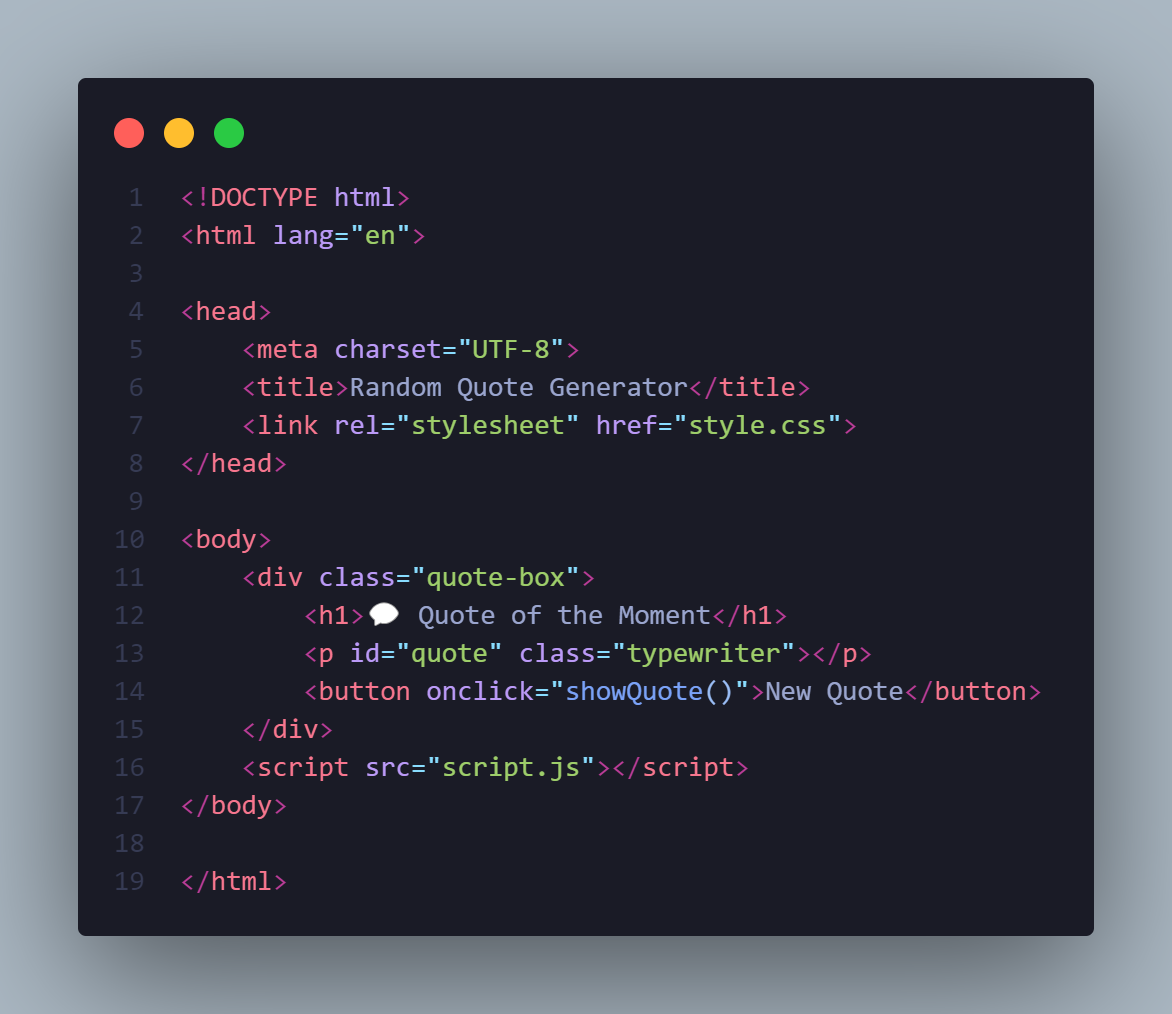 1 <!DOCTYPE html>
2 <html lang="en">
3
4 <head>
5     <meta charset="UTF-8">
6     <title>Random Quote Generator</title>
7     <link rel="stylesheet" href="style.css">
8 </head>
9
10 <body>
11     <div class="quote-box">
12         <h1>💬 Quote of the Moment</h1>
13         <p id="quote" class="typewriter"></p>
14         <button onclick="showQuote()">New Quote</button>
15     </div>
16     <script src="script.js"></script>
17 </body>
18
19 </html>